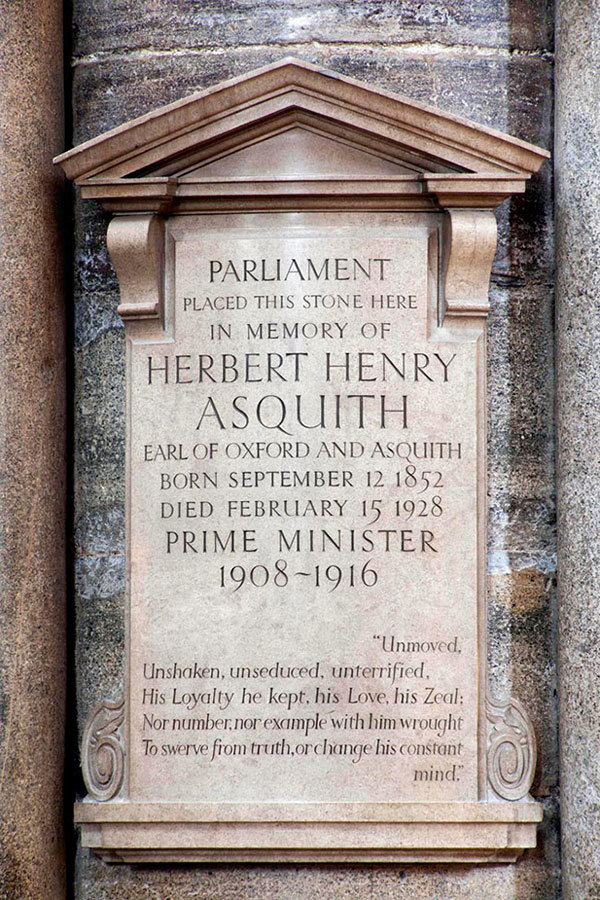 PARLIAMENT
PLACED THIS STONE HERE
IN MEMORY OF
HERBERT HENRY
ASQUITH
EARL OF OXFORD AND ASQUITH
BORN SEPTEMBER 12 1852
DIED FEBRUARY 15 1928
PRIME MINISTER
1908~1916
“Unmoved,
Unshaken, unseduced, unterrified,
His Loyalty he kept, his Love, his Zeal;
Nor number, nor example with him wrought
To swerve from truth, or change his constant
mind.”